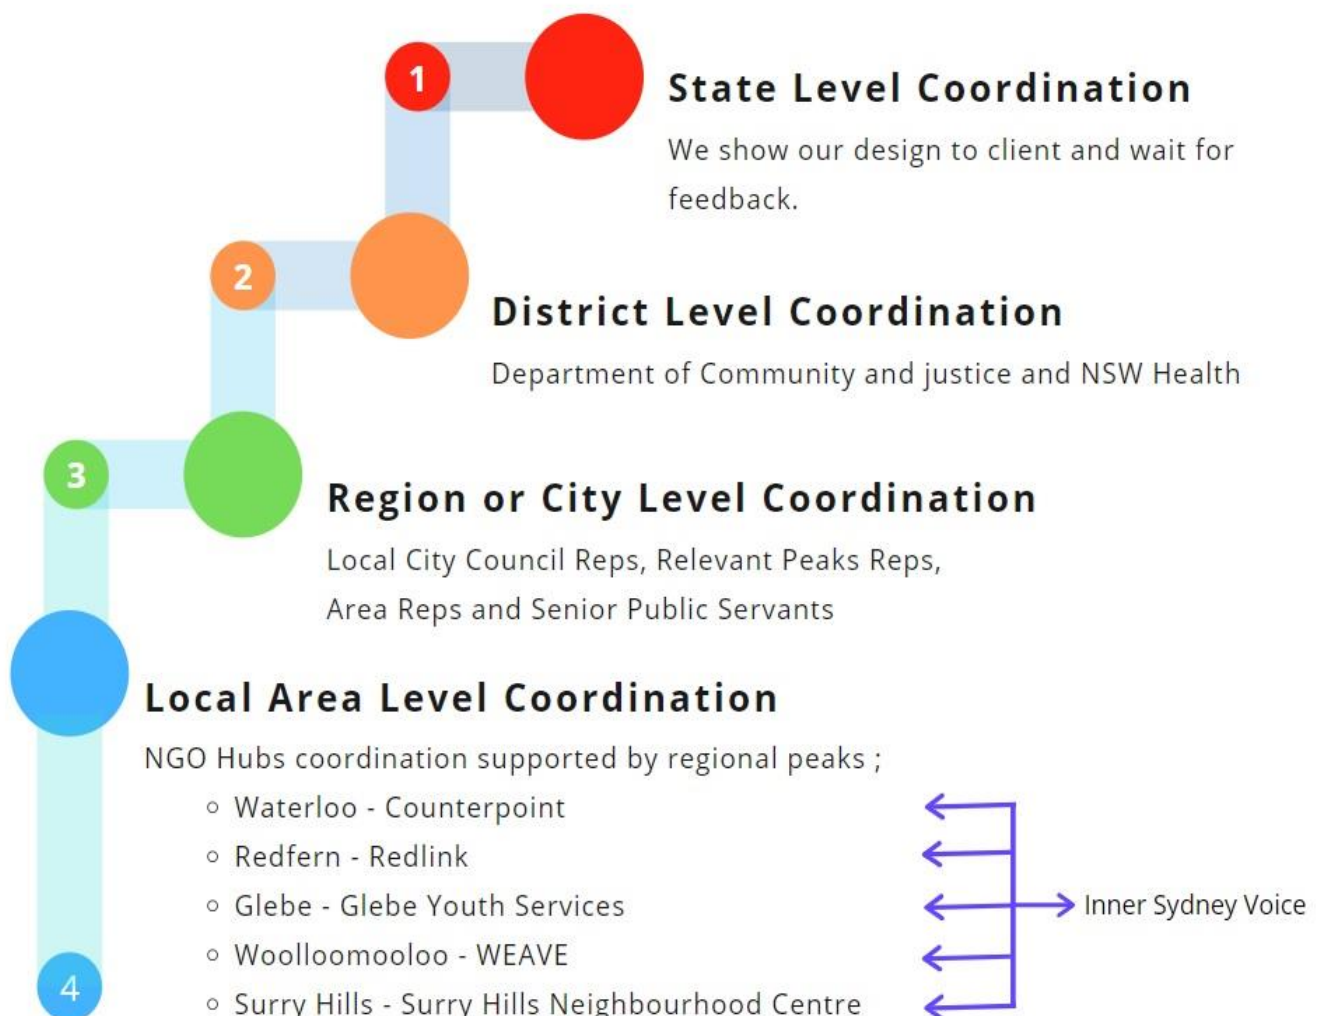 1
State Level Coordination
We show our design to client and wait for
feedback.
2
District Level Coordination
Department of Community and justice and NSW Health
3
Region or City Level Coordination
Local City Council Reps, Relevant Peaks Reps,
Area Reps and Senior Public Servants
Local Area Level Coordination
NGO Hubs coordination supported by regional peaks ;
Waterloo - Counterpoint
Redfern - Redlink
Glebe - Glebe Youth Services
Woolloomooloo - WEAVE
Surry Hills - Surry Hills Neighbourhood Centre
Inner Sydney Voice
4